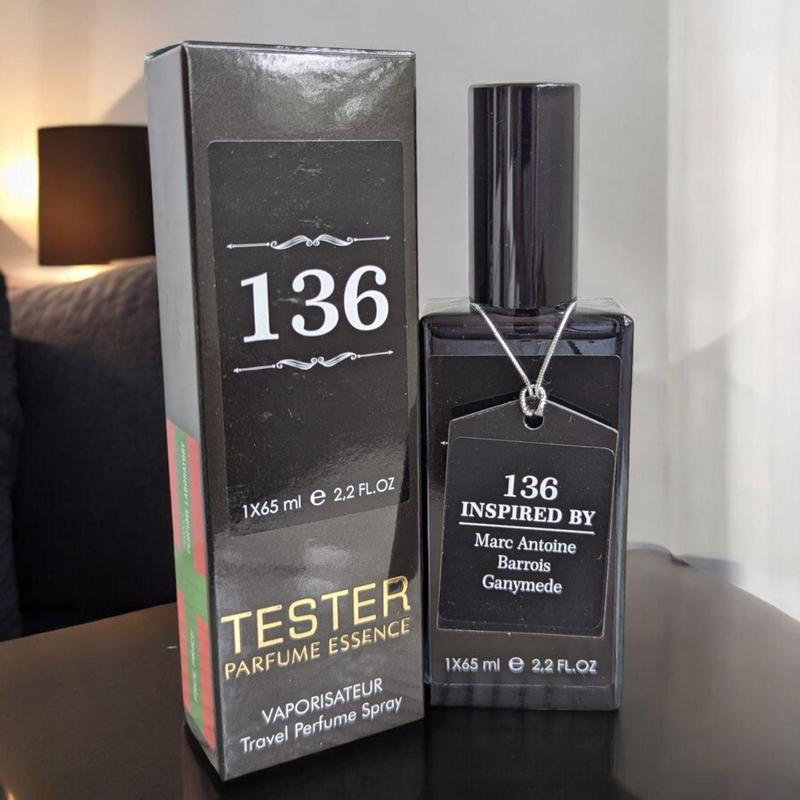 136
1X65 ml ℮ 2,2 FL.OZ
TESTER
PARFUME ESSENCE
VAPORISATEUR
Travel Perfume Spray
136
INSPIRED BY
Marc Antoine
Barrois
Ganymede
1X65 ml ℮ 2,2 FL.OZ